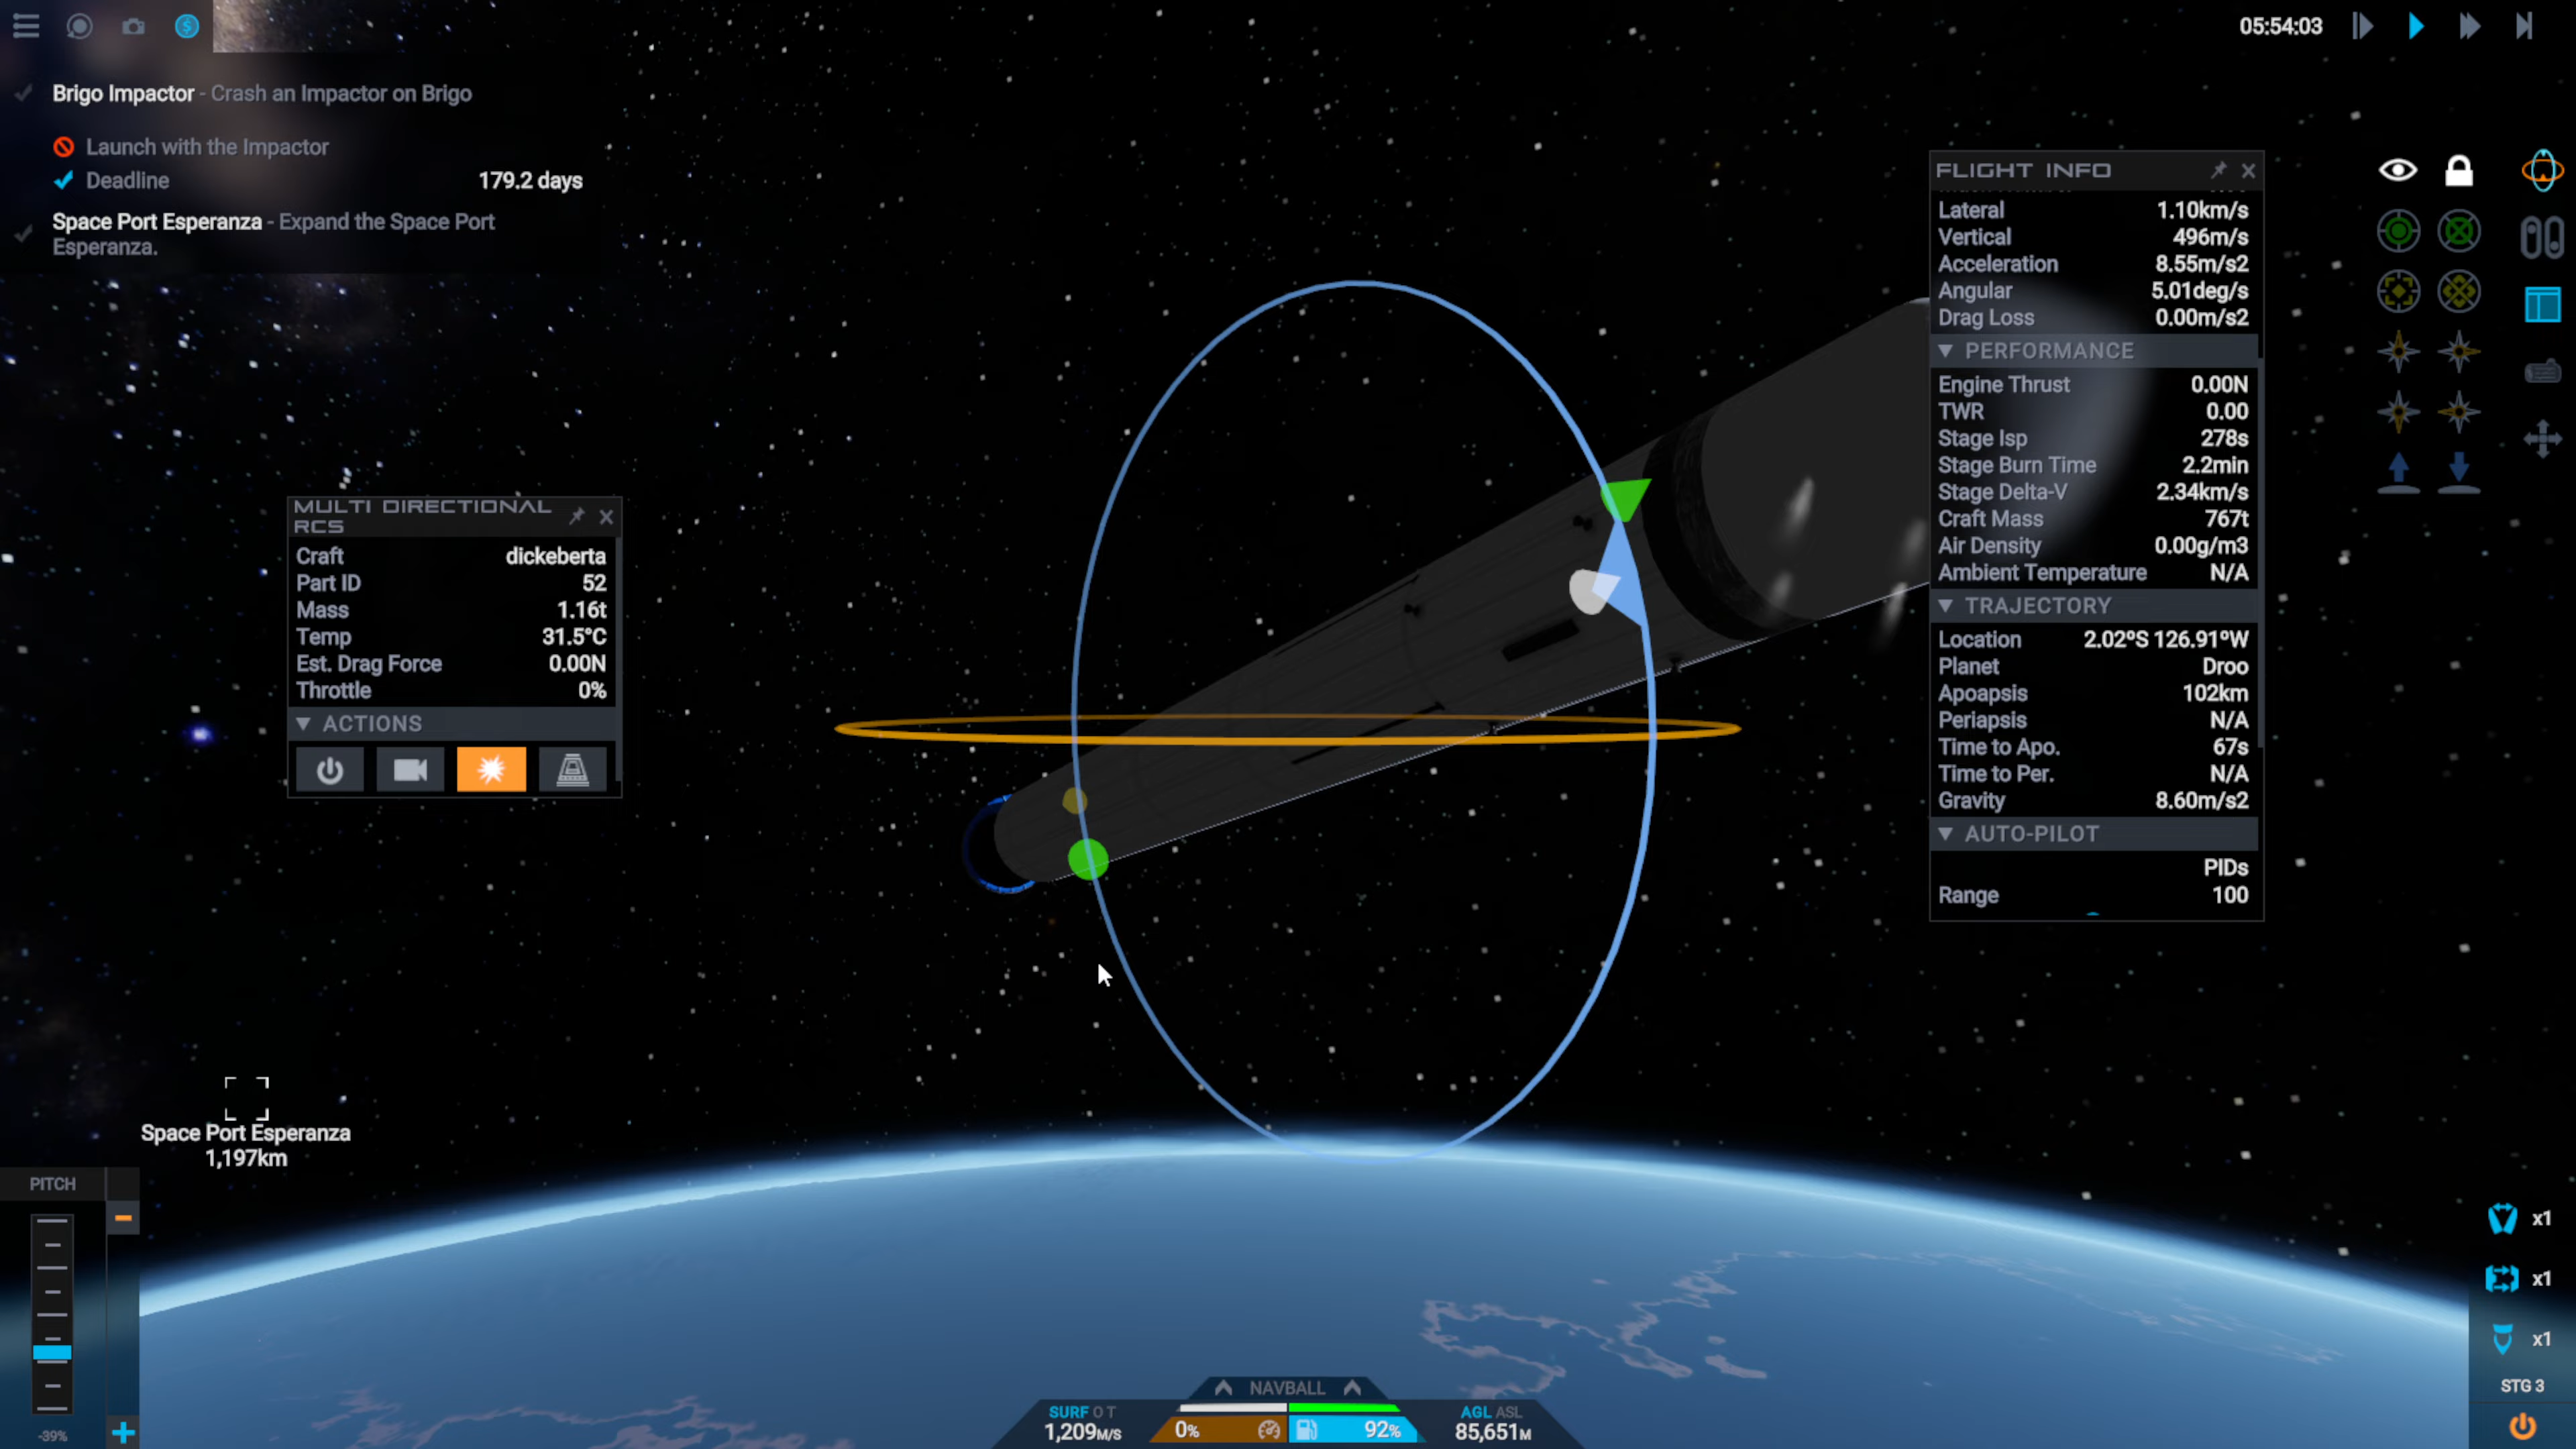 05:54:03
Brigo Impactor - Crash an Impactor on Brigo
Launch with the Impactor
Deadline 179.2 days
Space Port Esperanza - Expand the Space Port
Esperanza.
MULTI DIRECTIONAL
RCS
Craft dickeberta
Part ID 52
Mass 1.16t
Temp 31.5°C
Est. Drag Force 0.00N
Throttle 0%
ACTIONS
FLIGHT INFO
Lateral 1.10km/s
Vertical 496m/s
Acceleration 8.55m/s2
Angular 5.01deg/s
Drag Loss 0.00m/s2
PERFORMANCE
Engine Thrust 0.00N
TWR 0.00
Stage Isp 278s
Stage Burn Time 2.2min
Stage Delta-V 2.34km/s
Craft Mass 767t
Air Density 0.00g/m3
Ambient Temperature N/A
TRAJECTORY
Location 2.02°S 126.91°W
Planet Droo
Apoapsis 102km
Periapsis N/A
Time to Apo. 67s
Time to Per. N/A
Gravity 8.60m/s2
AUTO-PILOT
PIDs
Range 100
Space Port Esperanza
1,197km
PITCH
-39%
NAVBALL
SURF O T
1,209M/S
0%
92%
AGL ASL
85,651M
x1
x1
x1
STG 3